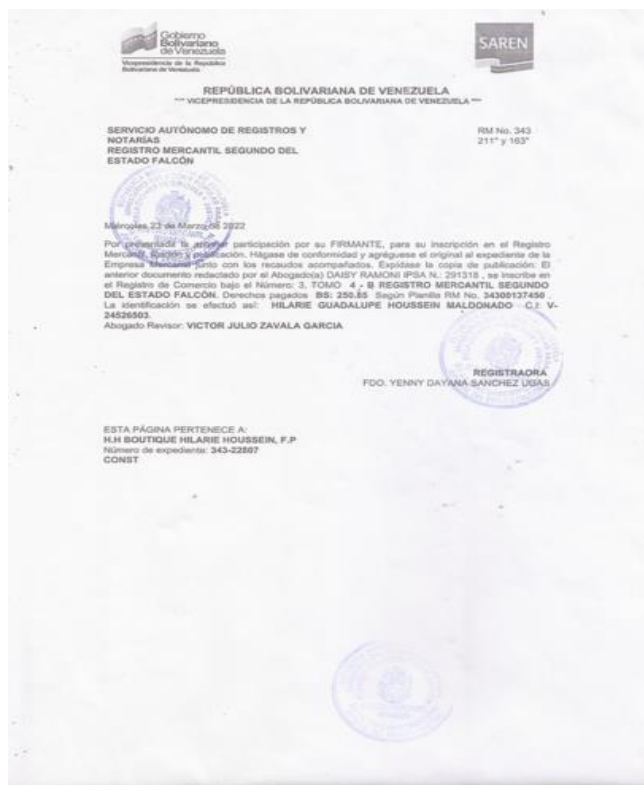 Gobierno
Bolivariano
de Venezuela
Vicepresidencia de la República
Bolivariana de Venezuela
SAREN
REPÚBLICA BOLIVARIANA DE VENEZUELA
*** VICEPRESIDENCIA DE LA REPÚBLICA BOLIVARIANA DE VENEZUELA ***
SERVICIO AUTÓNOMO DE REGISTROS Y
NOTARÍAS
REGISTRO MERCANTIL SEGUNDO DEL
ESTADO FALCÓN
RM No. 343
211° y 163°
Miércoles 23 de Marzo de 2022
Por presentada la anterior participación por su FIRMANTE, para su inscripción en el Registro
Mercantil, fijación y publicación. Hágase de conformidad y agréguese el original al expediente de la
Empresa Mercantil junto con los recaudos acompañados. Expídase la copia de publicación. El
anterior documento redactado por el Abogado(a) DAISY RAMONI IPSA N.: 291318 , se inscribe en
el Registro de Comercio bajo el Número: 3, TOMO 4 - B REGISTRO MERCANTIL SEGUNDO
DEL ESTADO FALCÓN. Derechos pagados BS: 250.85 Según Planilla RM No. 34300137450 .
La identificación se efectuó así: HILARIE GUADALUPE HOUSSEIN MALDONADO C.I: V-
24526503.
Abogado Revisor: VICTOR JULIO ZAVALA GARCIA
REGISTRAORA
FDO. YENNY DAYANA SANCHEZ UGAS
ESTA PÁGINA PERTENECE A:
H.H BOUTIQUE HILARIE HOUSSEIN, F.P
Número de expediente: 343-22807
CONST